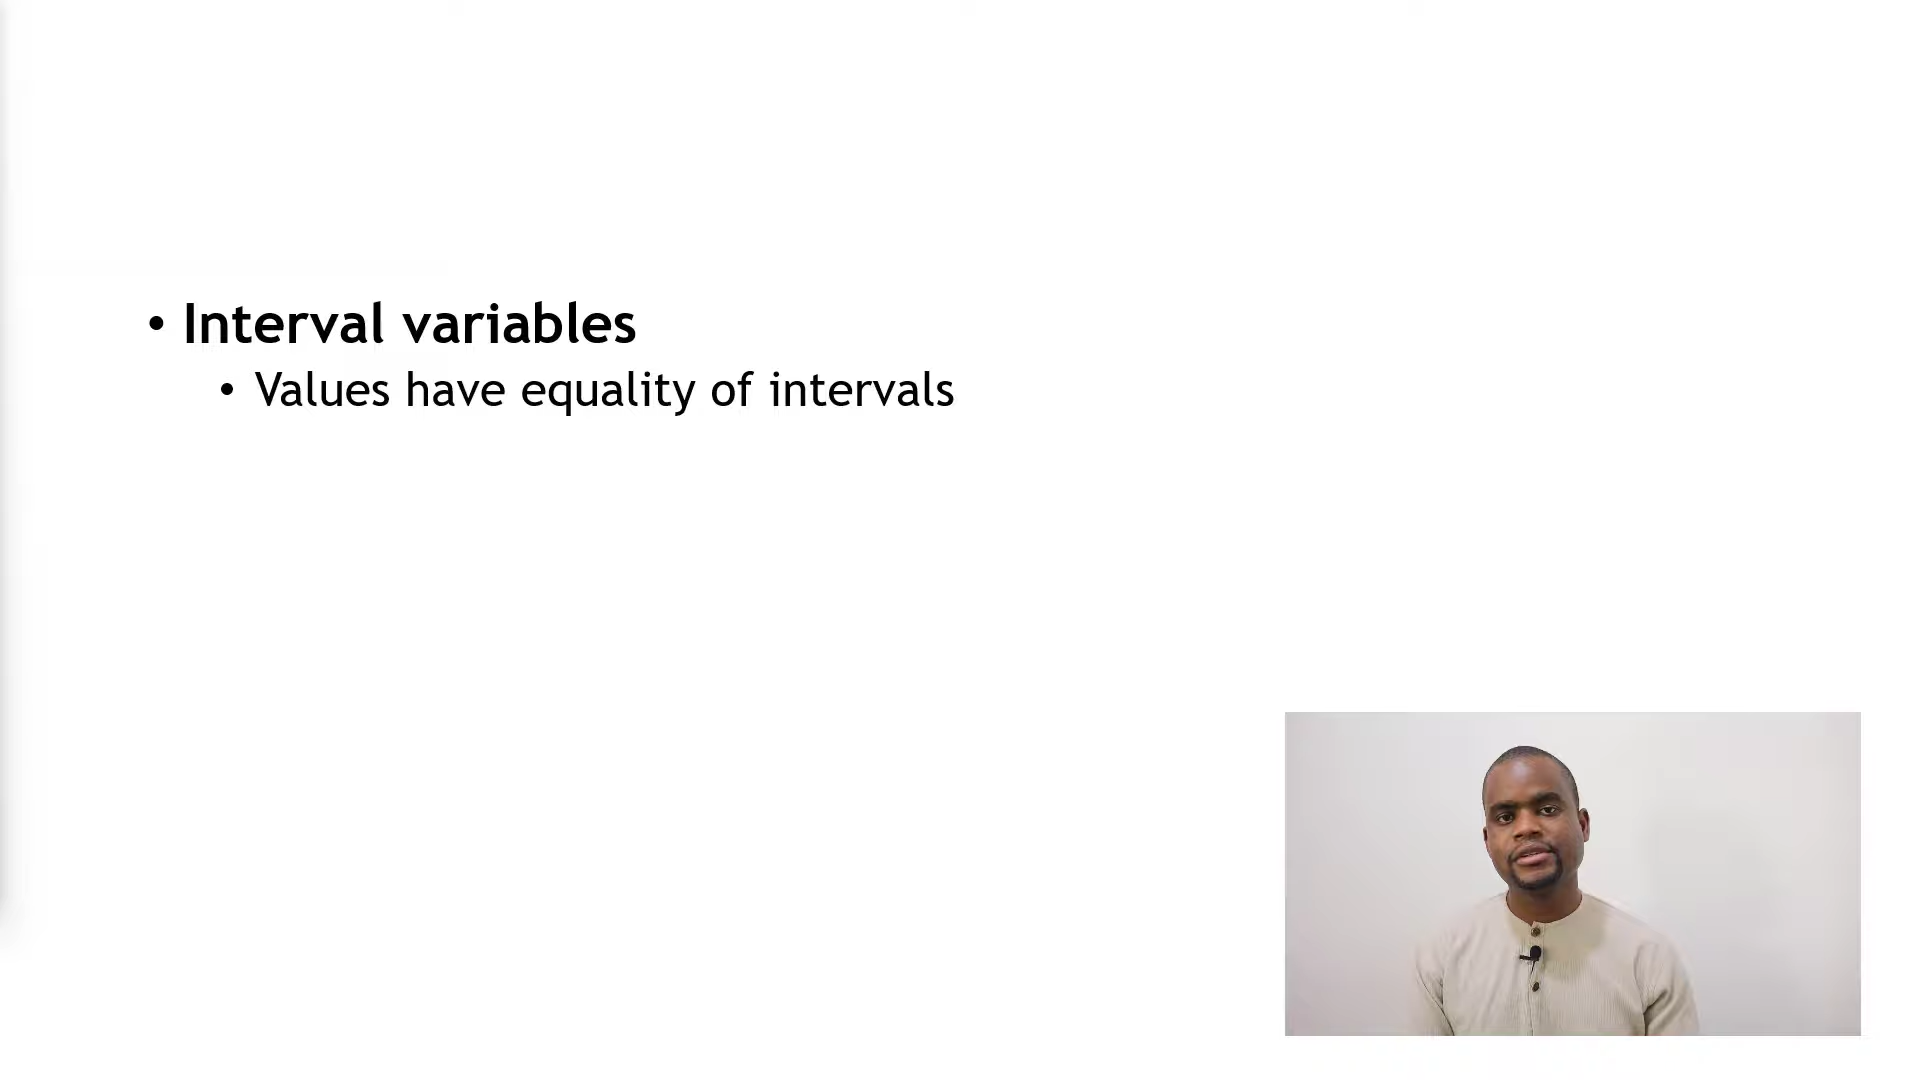 • Interval variables
• Values have equality of intervals